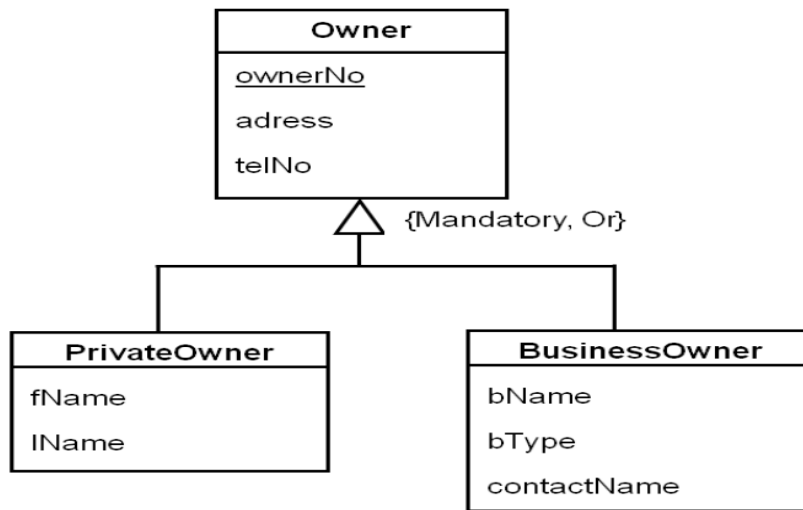 Owner
ownerNo
adress
telNo
{Mandatory, Or}
PrivateOwner
fName
lName
BusinessOwner
bName
bType
contactName